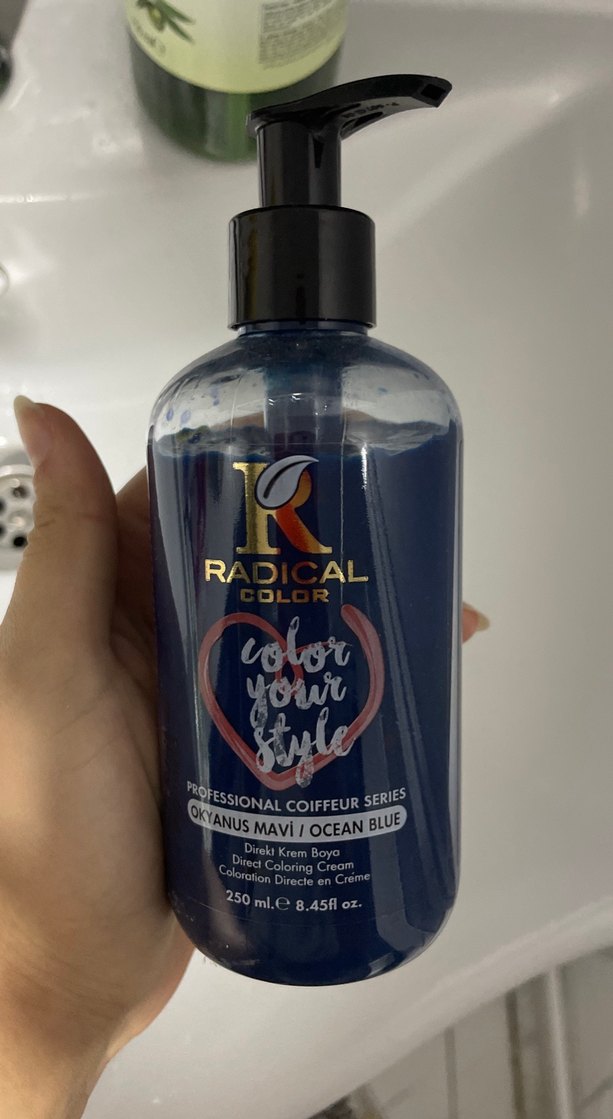 R
RADICAL
COLOR
color
your
style
PROFESSIONAL COIFFEUR SERIES
OKYANUS MAVİ / OCEAN BLUE
Direkt Krem Boya
Direct Coloring Cream
Coloration Directe en Créme
250 ml.℮ 8.45fl oz.